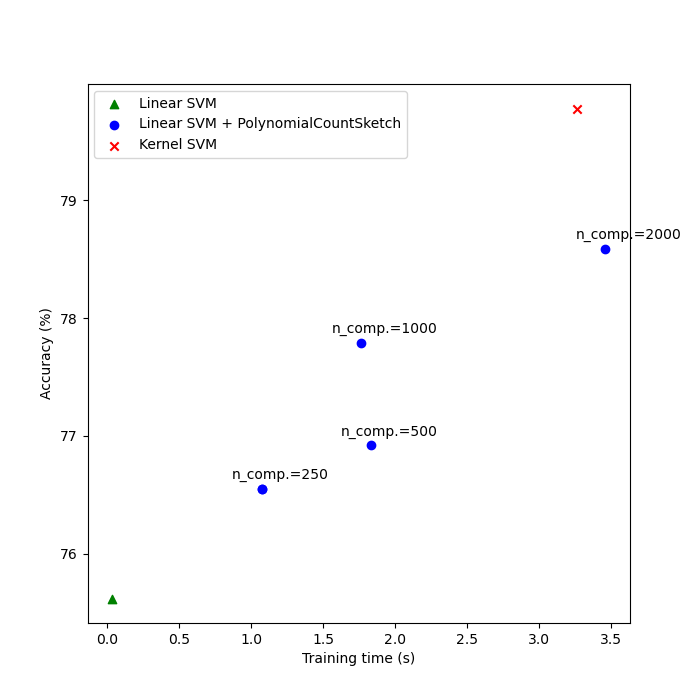 Linear SVM
Linear SVM + PolynomialCountSketch
Kernel SVM
79
n_comp.=2000
78
n_comp.=1000
Accuracy (%)
77
n_comp.=500
n_comp.=250
76
0.0 0.5 1.0 1.5 2.0 2.5 3.0 3.5
Training time (s)